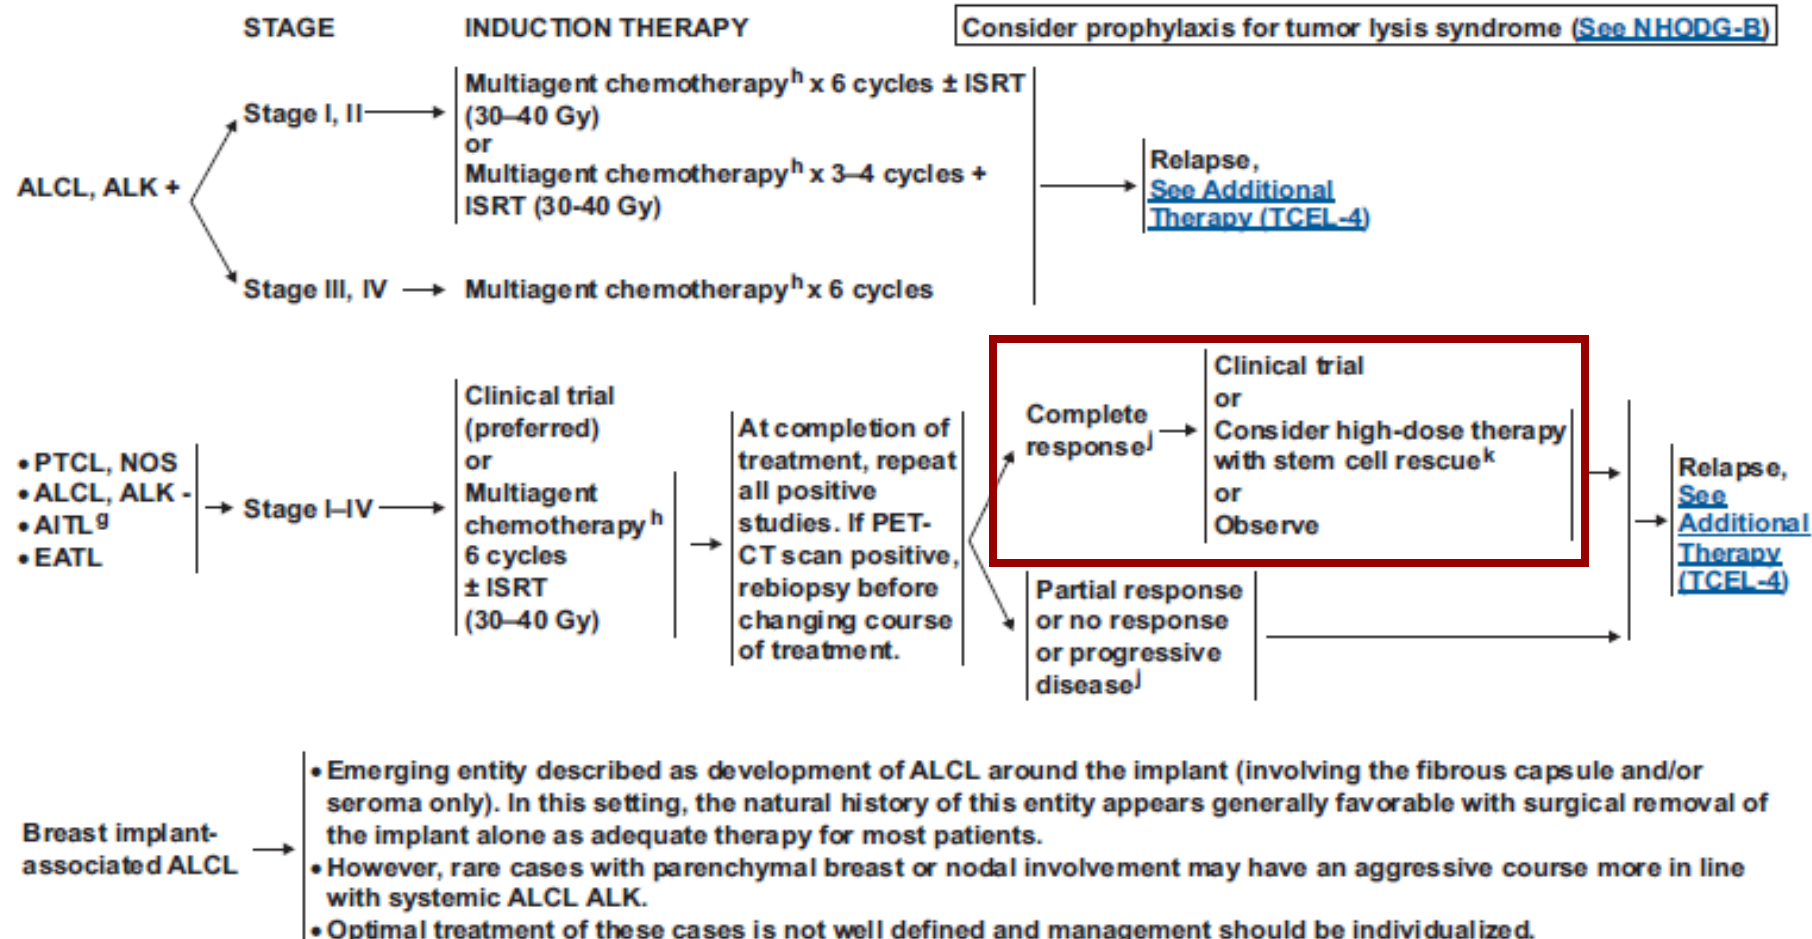 STAGE
INDUCTION THERAPY
Consider prophylaxis for tumor lysis syndrome (See NHODG-B)
ALCL, ALK +
Stage I, II
Multiagent chemotherapyʰ x 6 cycles ± ISRT
(30–40 Gy)
or
Multiagent chemotherapyʰ x 3–4 cycles +
ISRT (30-40 Gy)
Stage III, IV
Multiagent chemotherapyʰ x 6 cycles
Relapse,
See Additional
Therapy (TCEL-4)
• PTCL, NOS
• ALCL, ALK -
• AITLᵍ
• EATL
Stage I–IV
Clinical trial
(preferred)
or
Multiagent
chemotherapyʰ
6 cycles
± ISRT
(30–40 Gy)
At completion of
treatment, repeat
all positive
studies. If PET-
CT scan positive,
rebiopsy before
changing course
of treatment.
Complete
responseʲ
Clinical trial
or
Consider high-dose therapy
with stem cell rescueᵏ
or
Observe
Partial response
or no response
or progressive
diseaseʲ
Relapse,
See
Additional
Therapy
(TCEL-4)
Breast implant-
associated ALCL
• Emerging entity described as development of ALCL around the implant (involving the fibrous capsule and/or
seroma only). In this setting, the natural history of this entity appears generally favorable with surgical removal of
the implant alone as adequate therapy for most patients.
• However, rare cases with parenchymal breast or nodal involvement may have an aggressive course more in line
with systemic ALCL ALK.
• Optimal treatment of these cases is not well defined and management should be individualized.